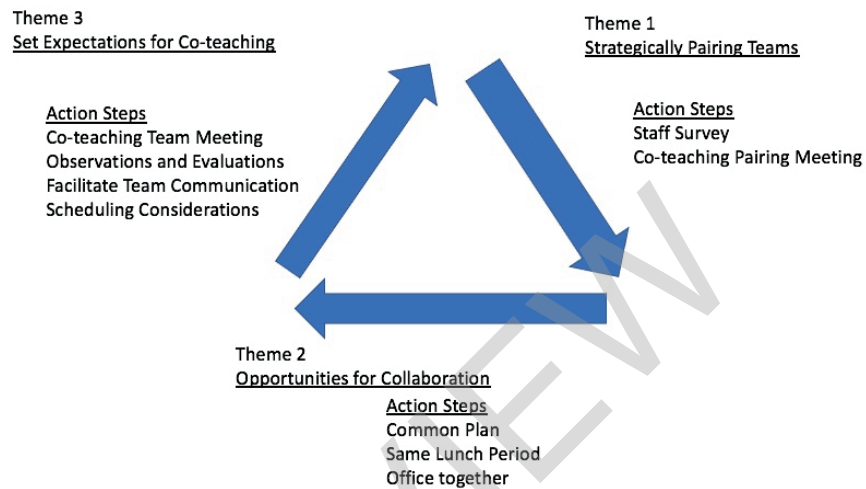 Theme 3
Set Expectations for Co-teaching
Action Steps
Co-teaching Team Meeting
Observations and Evaluations
Facilitate Team Communication
Scheduling Considerations
Theme 1
Strategically Pairing Teams
Action Steps
Staff Survey
Co-teaching Pairing Meeting
Theme 2
Opportunities for Collaboration
Action Steps
Common Plan
Same Lunch Period
Office together